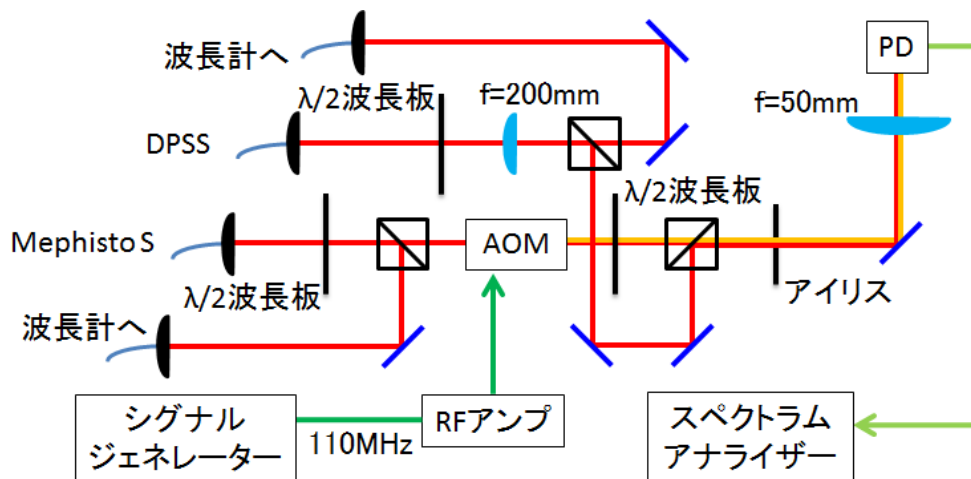 波長計へ
PD
λ/2波長板
f=200mm
f=50mm
DPSS
λ/2波長板
Mephisto S
AOM
λ/2波長板
アイリス
波長計へ
シグナル
ジェネレーター
110MHz
RFアンプ
スペクトラム
アナライザー